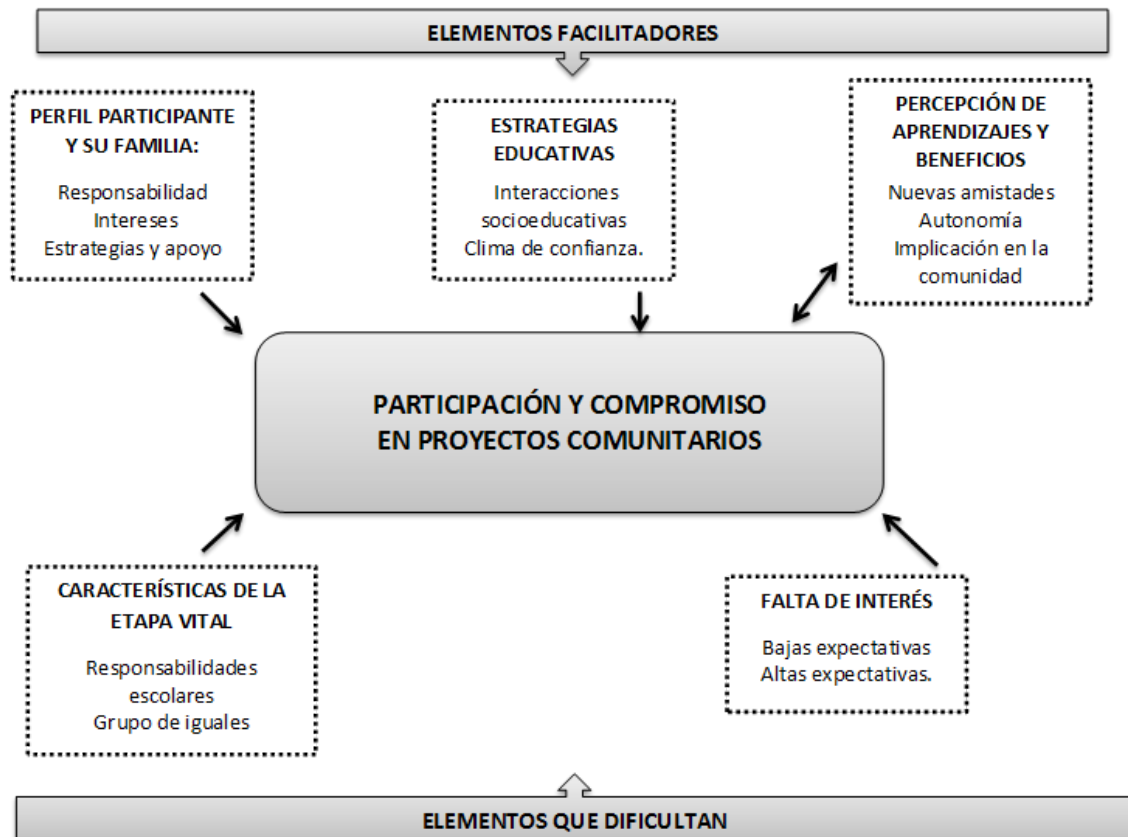 ELEMENTOS FACILITADORES
PERFIL PARTICIPANTE
Y SU FAMILIA:
Responsabilidad
Intereses
Estrategias y apoyo
ESTRATEGIAS
EDUCATIVAS
Interacciones
socioeducativas
Clima de confianza.
PERCEPCIÓN DE
APRENDIZAJES Y
BENEFICIOS
Nuevas amistades
Autonomía
Implicación en la
comunidad
PARTICIPACIÓN Y COMPROMISO
EN PROYECTOS COMUNITARIOS
CARACTERÍSTICAS DE LA
ETAPA VITAL
Responsabilidades
escolares
Grupo de iguales
FALTA DE INTERÉS
Bajas expectativas
Altas expectativas.
ELEMENTOS QUE DIFICULTAN